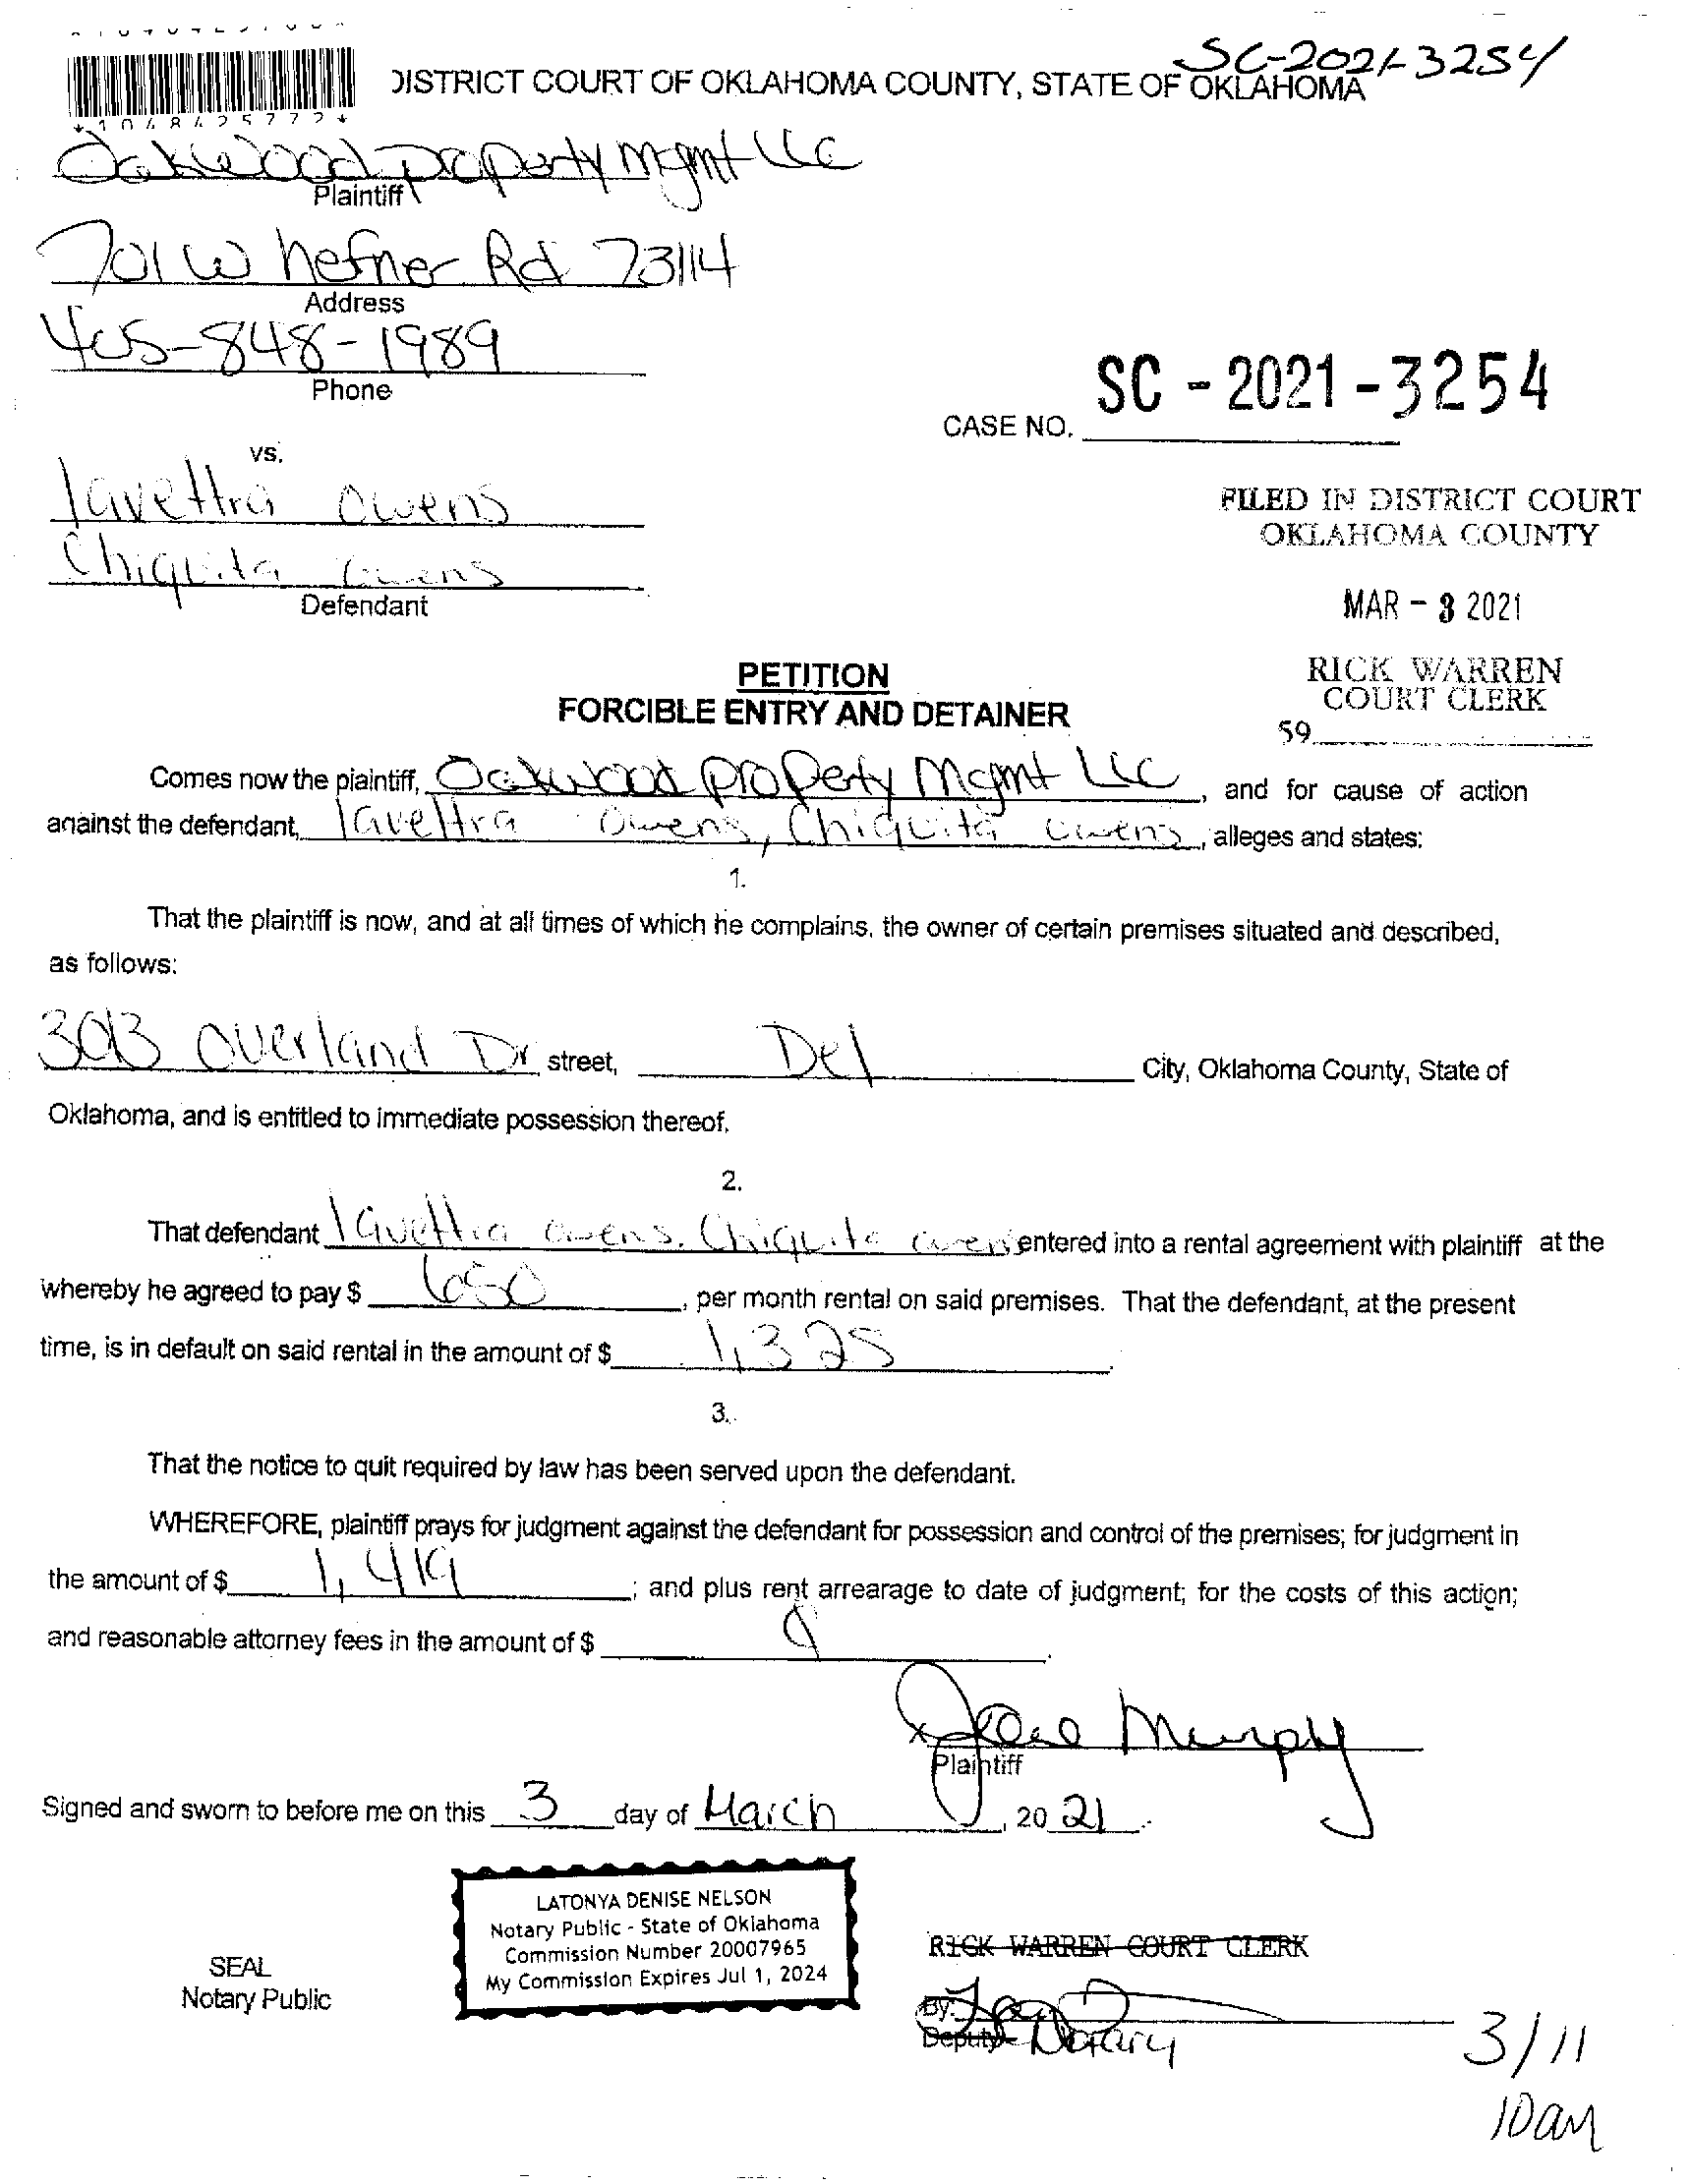 SC-2021-3254
DISTRICT COURT OF OKLAHOMA COUNTY, STATE OF OKLAHOMA
*1048425772*
Oakwood property mgmt LLC
Plaintiff
701 W hefner Rd 73114
Address
405-848-1989
Phone
SC - 2021 - 3254
CASE NO.
vs.
lavettra owens
Chiquita owens
Defendant
FILED IN DISTRICT COURT
OKLAHOMA COUNTY
MAR - 3 2021
RICK WARREN
COURT CLERK
59
PETITION
FORCIBLE ENTRY AND DETAINER
Comes now the plaintiff, Oakwood property Mgmt LLC, and for cause of action
against the defendant, lavettra owens, Chiquita owens, alleges and states:
1.
That the plaintiff is now, and at all times of which he complains, the owner of certain premises situated and described,
as follows:
3013 Overland Dr street, Del City, Oklahoma County, State of
Oklahoma, and is entitled to immediate possession thereof.
2.
That defendant lavettra owens, Chiquita owens entered into a rental agreement with plaintiff at the
whereby he agreed to pay $ 650, per month rental on said premises. That the defendant, at the present
time, is in default on said rental in the amount of $ 1,325.
3.
That the notice to quit required by law has been served upon the defendant.
WHEREFORE, plaintiff prays for judgment against the defendant for possession and control of the premises; for judgment in
the amount of $ 1,419; and plus rent arrearage to date of judgment; for the costs of this action;
and reasonable attorney fees in the amount of $
x Murphy
Plaintiff
Signed and sworn to before me on this 3 day of March, 20 21.
LATONYA DENISE NELSON
Notary Public - State of Oklahoma
Commission Number 20007965
My Commission Expires Jul 1, 2024
SEAL
Notary Public
RICK WARREN COURT CLERK
By:
Deputy Notary
3/11
10am